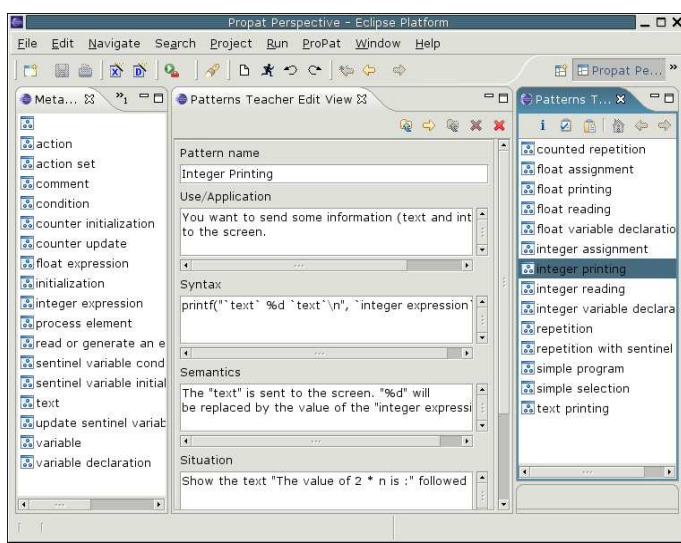 Propat Perspective - Eclipse Platform
File Edit Navigate Search Project Run ProPat Window Help
Propat Pe... »
Meta... »1
action
action set
comment
condition
counter initialization
counter update
float expression
initialization
integer expression
process element
read or generate an e
sentinel variable cond
sentinel variable initial
text
update sentinel variab
variable
variable declaration
Patterns Teacher Edit View
Pattern name
Integer Printing
Use/Application
You want to send some information (text and int
to the screen.
Syntax
printf("`text` %d `text`\n", `integer expression`
Semantics
The "text" is sent to the screen. "%d" will
be replaced by the value of the "integer expressi
Situation
Show the text "The value of 2 * n is :" followed
Patterns T...
counted repetition
float assignment
float printing
float reading
float variable declaratio
integer assignment
integer printing
integer reading
integer variable declara
repetition
repetition with sentinel
simple program
simple selection
text printing